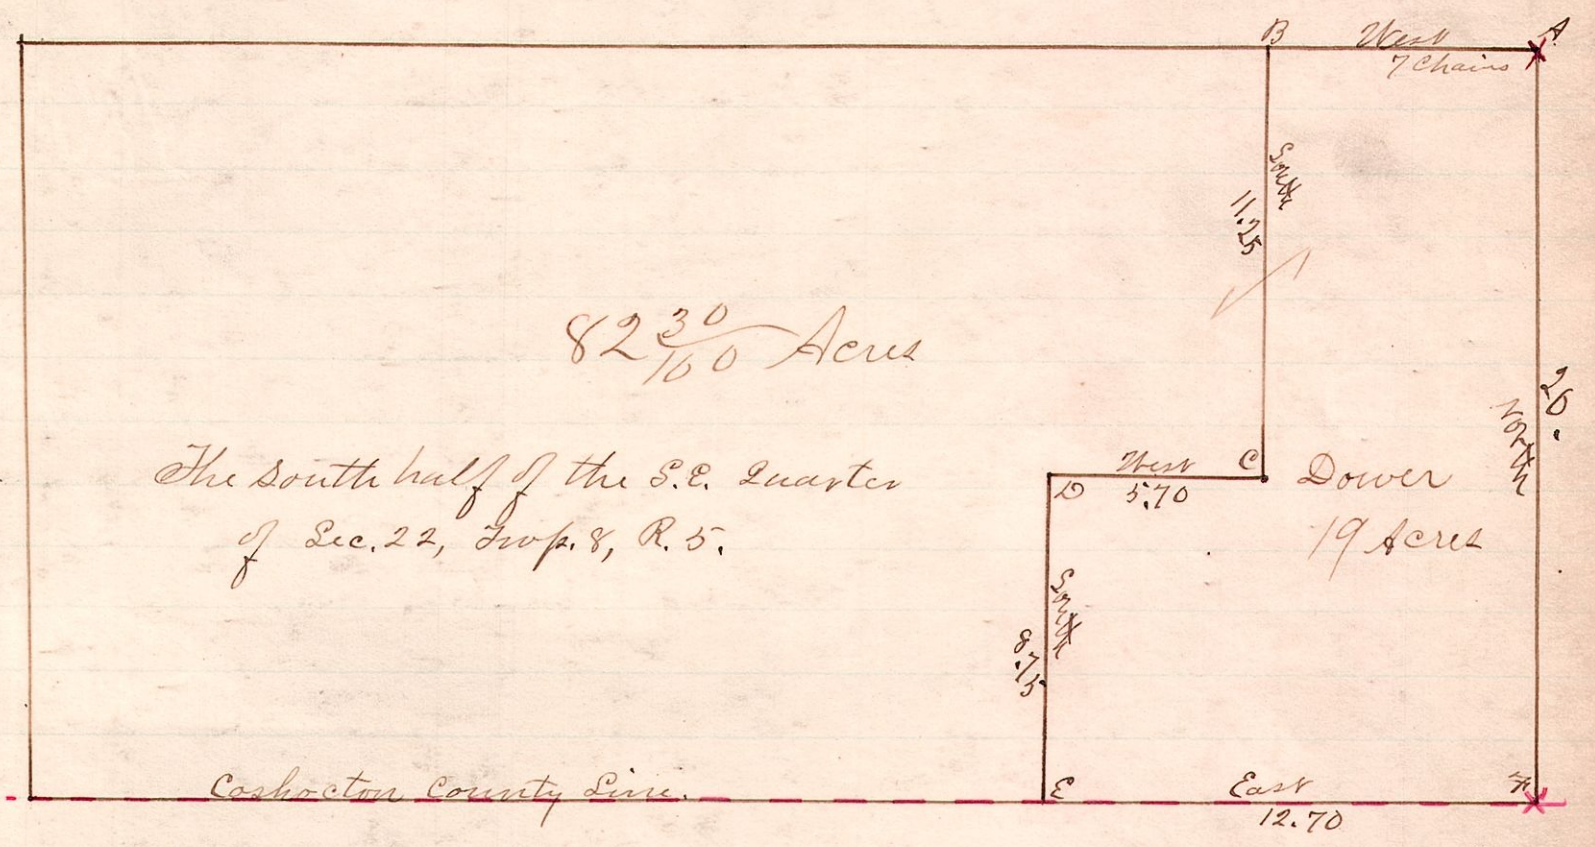 B West A
7 Chains
South
11.25
82 30/100 Acres
20.
North
The South half of the S.E. Quarter
of Sec. 22, Twp. 8, R. 5.
West C
D 5.70
Dower
19 Acres
South
8.75
Coshocton County Line.
E East F
12.70